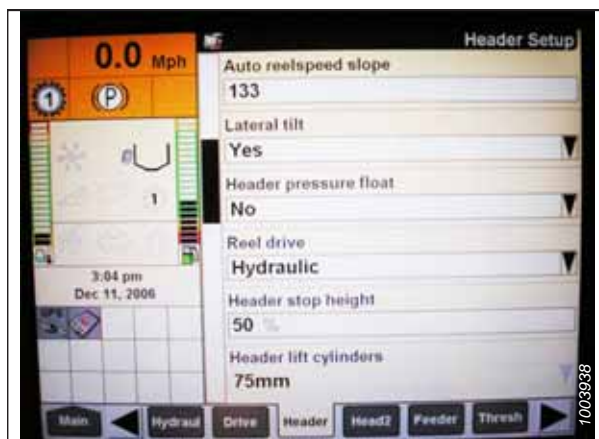 0.0 Mph
Header Setup
1
(P)
Auto reelspeed slope
133
Lateral tilt
Yes
1
Header pressure float
No
Reel drive
Hydraulic
3:04 pm
Dec 11, 2006
Header stop height
50 %
Header lift cylinders
75mm
Main
Hydraul
Drive
Header
Head2
Feeder
Thresh
1003938